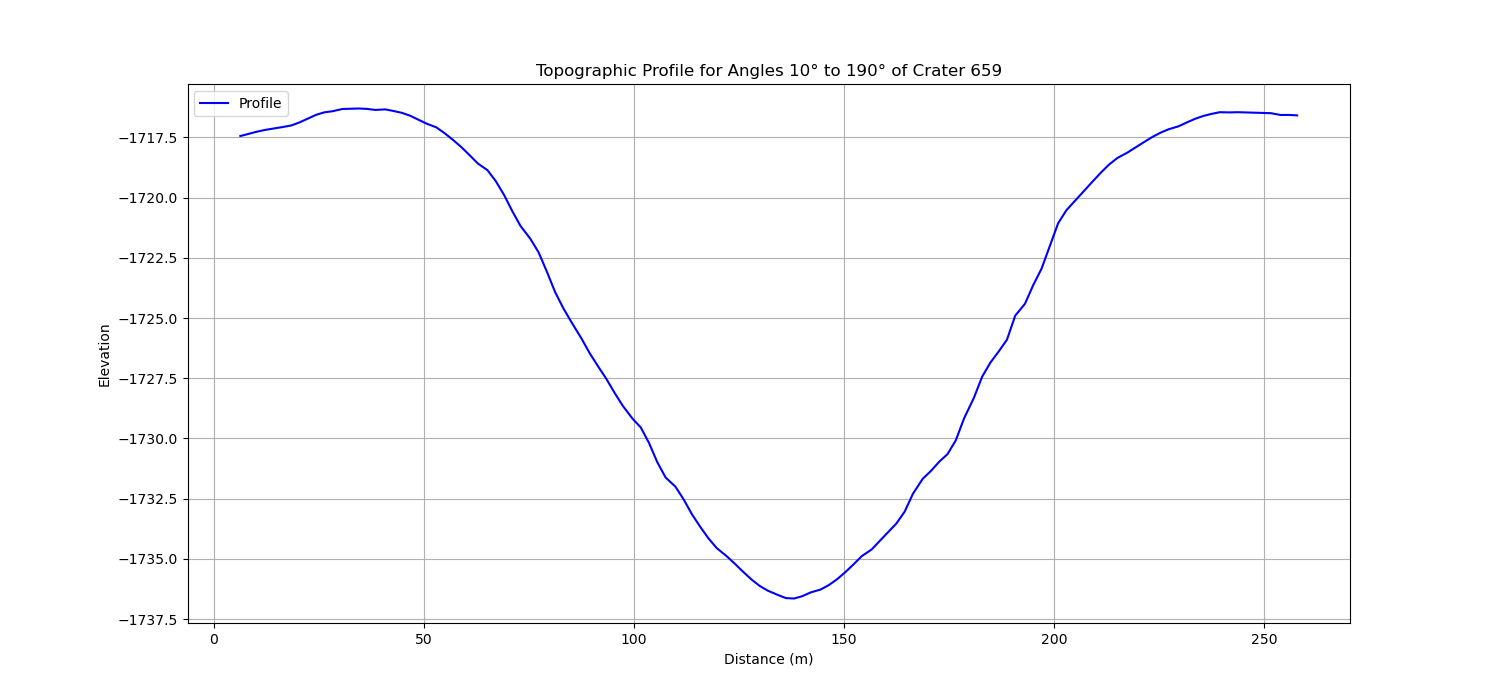 Topographic Profile for Angles 10° to 190° of Crater 659
Profile
−1717.5
−1720.0
−1722.5
−1725.0
−1727.5
−1730.0
−1732.5
−1735.0
−1737.5
Elevation
0 50 100 150 200 250
Distance (m)